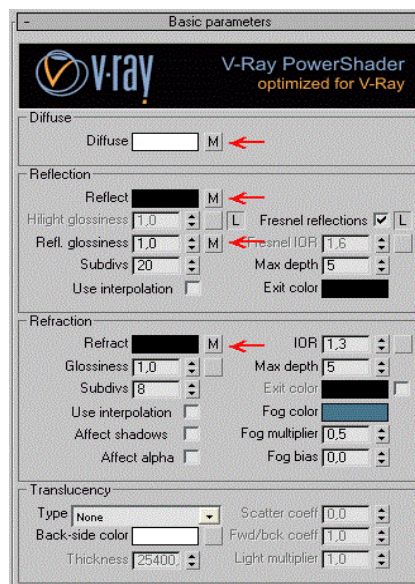 - Basic parameters
v·ray V-Ray PowerShader
optimized for V-Ray
Diffuse
Diffuse M
Reflection
Reflect M
Hilight glossiness 1,0 L Fresnel reflections
Refl. glossiness 1,0 M Fresnel IOR 1,6
Subdivs 20 Max depth 5
Use interpolation Exit color
Refraction
Refract M IOR 1,3
Glossiness 1,0 Max depth 5
Subdivs 8 Exit color
Use interpolation Fog color
Affect shadows Fog multiplier 0,5
Affect alpha Fog bias 0,0
Translucency
Type None Scatter coeff 0,0
Back-side color Fwd/bck coeff 1,0
Thickness 25400, Light multiplier 1,0